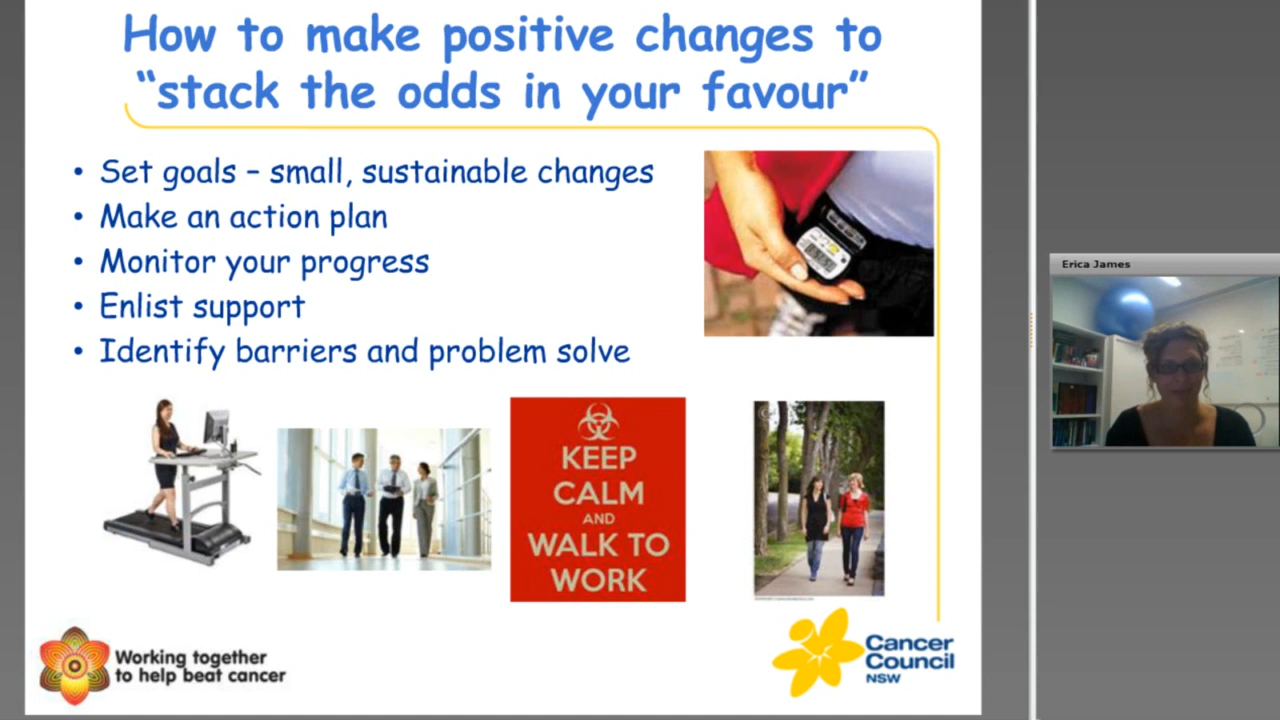 How to make positive changes to
“stack the odds in your favour”
• Set goals – small, sustainable changes
• Make an action plan
• Monitor your progress
• Enlist support
• Identify barriers and problem solve
KEEP
CALM
AND
WALK TO
WORK
Working together
to help beat cancer
Cancer
Council
NSW
Erica James